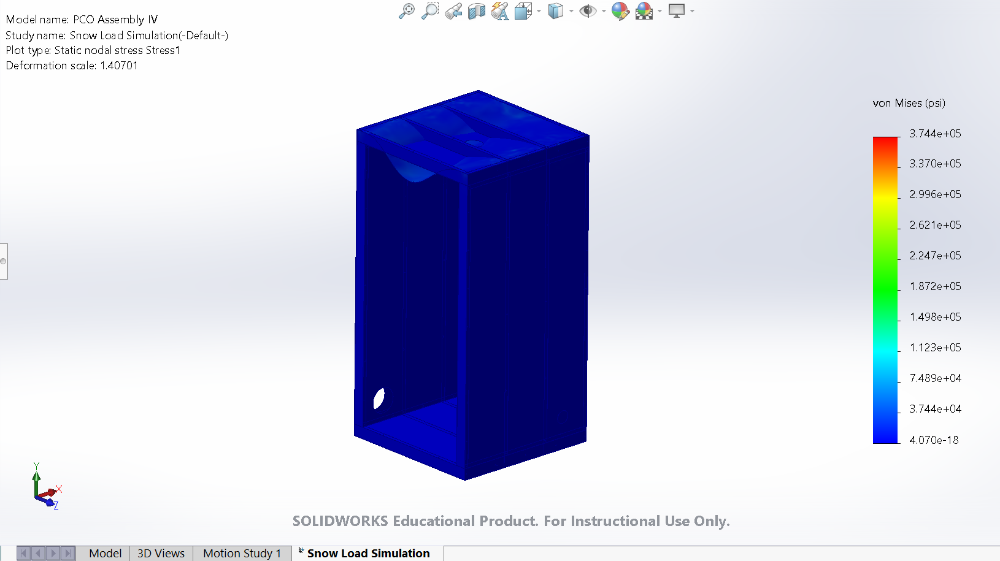 Model name: PCO Assembly IV
Study name: Snow Load Simulation(-Default-)
Plot type: Static nodal stress Stress1
Deformation scale: 1.40701
von Mises (psi)
3.744e+05
3.370e+05
2.996e+05
2.621e+05
2.247e+05
1.872e+05
1.498e+05
1.123e+05
7.489e+04
3.744e+04
4.070e-18
Y
X
Z
SOLIDWORKS Educational Product. For Instructional Use Only.
Model 3D Views Motion Study 1 Snow Load Simulation